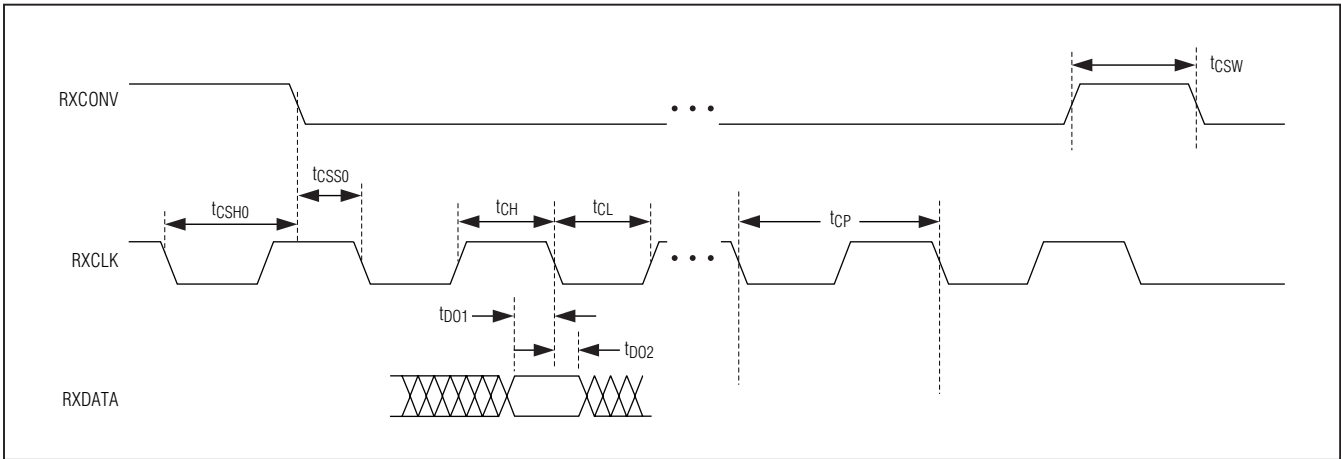 RXCONV
tCSW
tCSS0
tCSH0
tCH
tCL
tCP
RXCLK
tDO1
tDO2
RXDATA